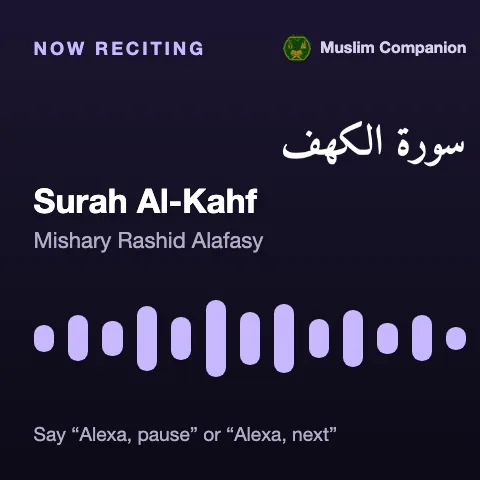 NOW RECITING
Muslim Companion
سورة الكهف
Surah Al-Kahf
Mishary Rashid Alafasy
Say “Alexa, pause” or “Alexa, next”